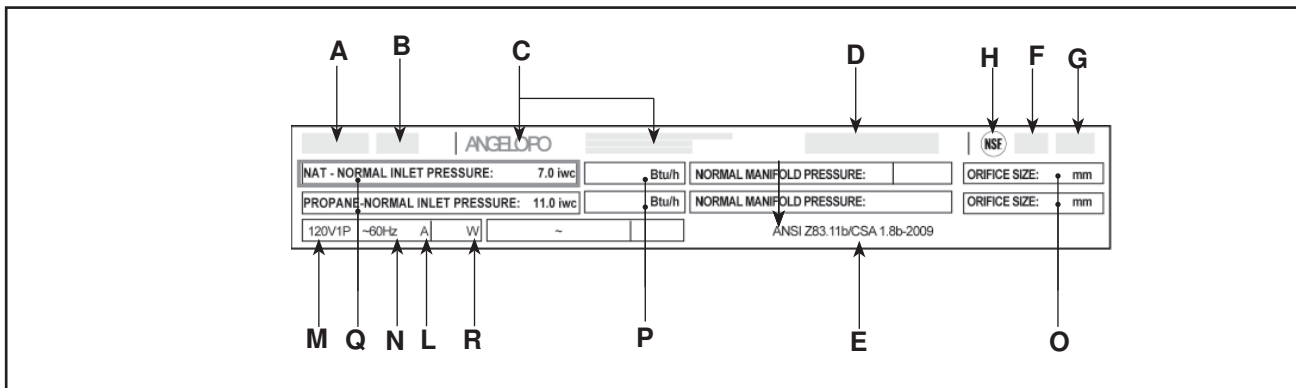 A B C D H F G
ANGELOPO NSF
NAT - NORMAL INLET PRESSURE: 7.0 iwc Btu/h NORMAL MANIFOLD PRESSURE: ORIFICE SIZE: mm
PROPANE-NORMAL INLET PRESSURE: 11.0 iwc Btu/h NORMAL MANIFOLD PRESSURE: ORIFICE SIZE: mm
120V1P ~60Hz A W ~ ANSI Z83.11b/CSA 1.8b-2009
M Q N L R P E O